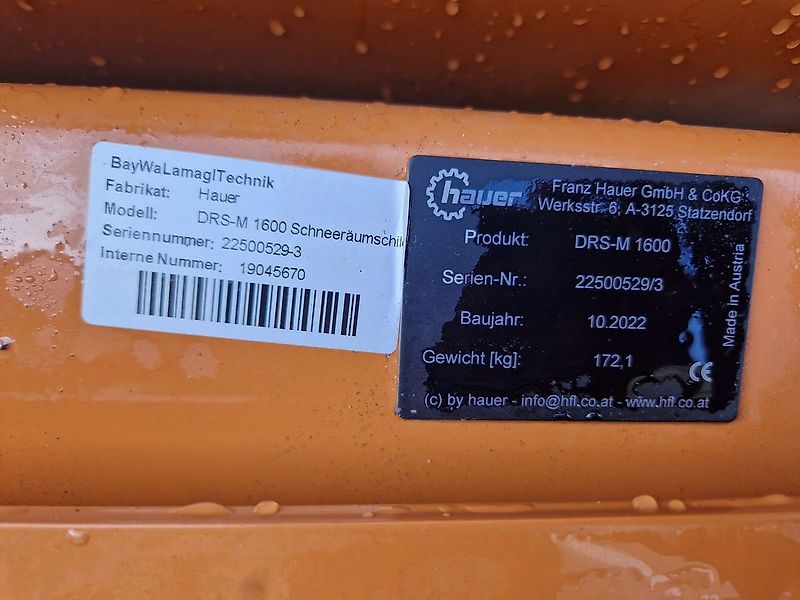 BayWaLamaglTechnik
Fabrikat: Hauer
Modell: DRS-M 1600 Schneeräumschil
Seriennummer: 22500529-3
Interne Nummer: 19045670
hauer
Franz Hauer GmbH & CoKG
Werksstr. 6, A-3125 Statzendorf
Produkt: DRS-M 1600
Serien-Nr.: 22500529/3
Baujahr: 10.2022
Gewicht [kg]: 172,1
Made in Austria
CE
(c) by hauer - info@hfl.co.at - www.hfl.co.at